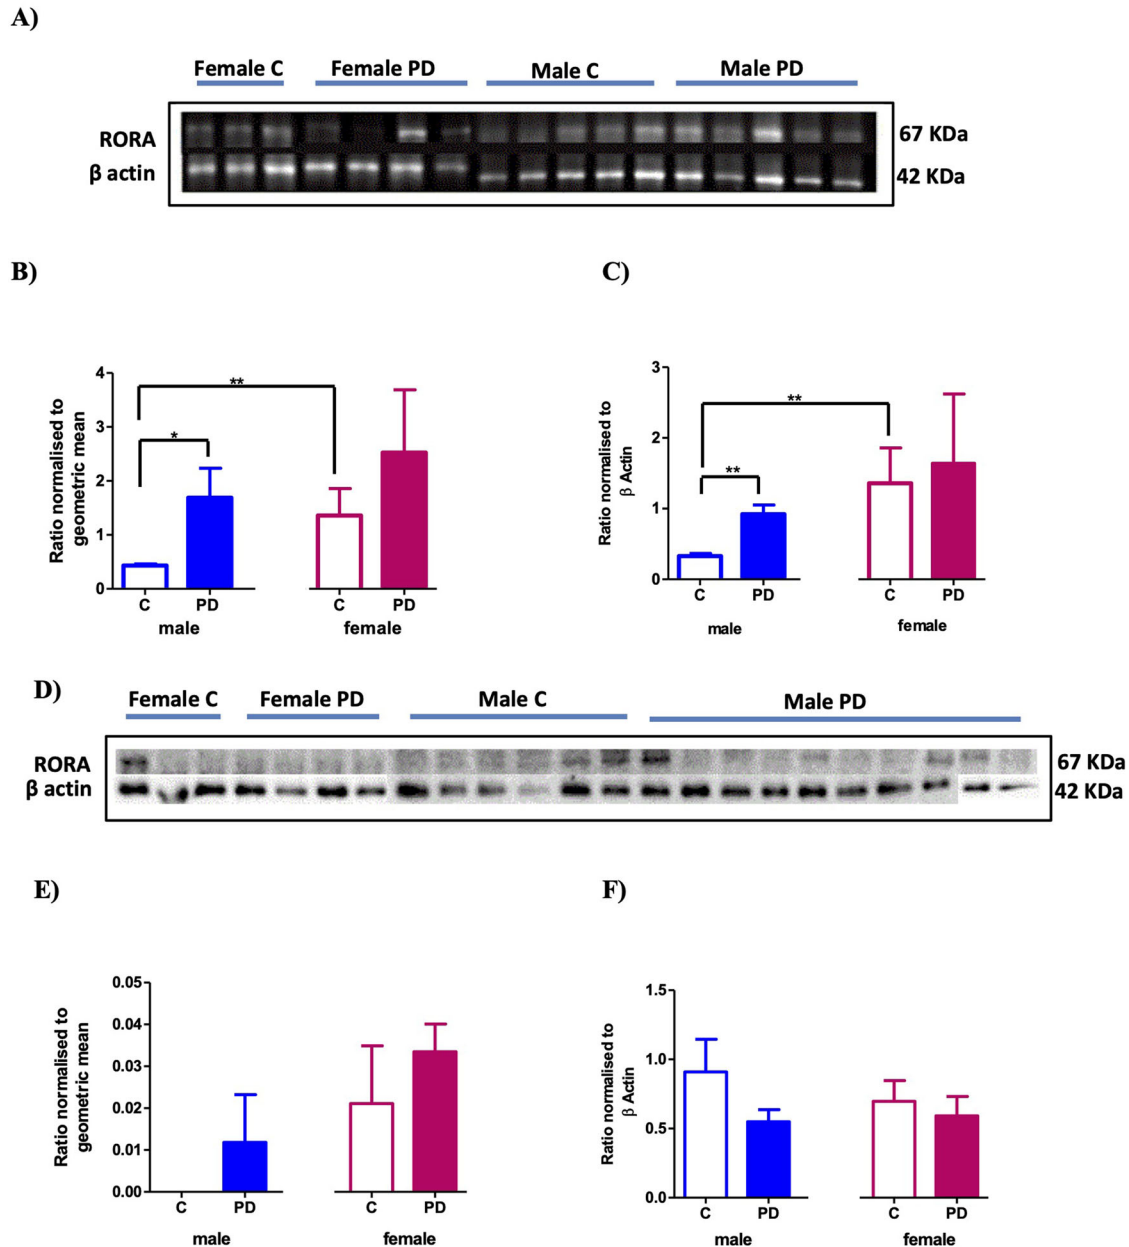 A)
Female C Female PD Male C Male PD
RORA 67 KDa
β actin 42 KDa
B)
C)
Ratio normalised to
geometric mean
4
3
2
1
0
**
*
C PD C PD
male female
Ratio normalised to
β Actin
3
2
1
0
**
**
C PD C PD
male female
D)
Female C Female PD Male C Male PD
RORA 67 KDa
β actin 42 KDa
E)
F)
Ratio normalised to
geometric mean
0.05
0.04
0.03
0.02
0.01
0.00
C PD C PD
male female
Ratio normalised to
β Actin
1.5
1.0
0.5
0.0
C PD C PD
male female